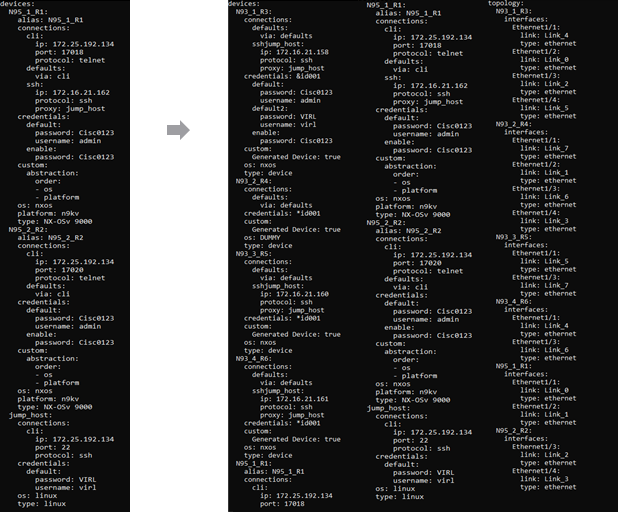 devices:
N95_1_R1:
alias: N95_1_R1
connections:
cli:
ip: 172.25.192.134
port: 17018
protocol: telnet
defaults:
via: cli
ssh:
ip: 172.16.21.162
protocol: ssh
proxy: jump_host
credentials:
default:
password: Cisc0123
username: admin
enable:
password: Cisc0123
custom:
abstraction:
order:
- os
- platform
os: nxos
platform: n9kv
type: NX-OSv 9000
N95_2_R2:
alias: N95_2_R2
connections:
cli:
ip: 172.25.192.134
port: 17020
protocol: telnet
defaults:
via: cli
credentials:
default:
password: Cisc0123
username: admin
enable:
password: Cisc0123
custom:
abstraction:
order:
- os
- platform
os: nxos
platform: n9kv
type: NX-OSv 9000
jump_host:
connections:
cli:
ip: 172.25.192.134
port: 22
protocol: ssh
credentials:
default:
password: VIRL
username: virl
os: linux
type: linux
devices:
N93_1_R3:
connections:
defaults:
via: defaults
sshjump_host:
ip: 172.16.21.158
protocol: ssh
proxy: jump_host
credentials: &id001
default:
password: Cisc0123
username: admin
default2:
password: VIRL
username: virl
enable:
password: Cisc0123
custom:
Generated Device: true
os: nxos
type: device
N93_2_R4:
connections:
defaults:
via: defaults
credentials: *id001
custom:
Generated Device: true
os: DUMMY
type: device
N93_3_R5:
connections:
defaults:
via: defaults
sshjump_host:
ip: 172.16.21.160
protocol: ssh
proxy: jump_host
credentials: *id001
custom:
Generated Device: true
os: nxos
type: device
N93_4_R6:
connections:
defaults:
via: defaults
sshjump_host:
ip: 172.16.21.161
protocol: ssh
proxy: jump_host
credentials: *id001
custom:
Generated Device: true
os: nxos
type: device
N95_1_R1:
alias: N95_1_R1
connections:
cli:
ip: 172.25.192.134
port: 17018
N95_1_R1:
alias: N95_1_R1
connections:
cli:
ip: 172.25.192.134
port: 17018
protocol: telnet
defaults:
via: cli
ssh:
ip: 172.16.21.162
protocol: ssh
proxy: jump_host
credentials:
default:
password: Cisc0123
username: admin
enable:
password: Cisc0123
custom:
abstraction:
order:
- os
- platform
os: nxos
platform: n9kv
type: NX-OSv 9000
N95_2_R2:
alias: N95_2_R2
connections:
cli:
ip: 172.25.192.134
port: 17020
protocol: telnet
defaults:
via: cli
credentials:
default:
password: Cisc0123
username: admin
enable:
password: Cisc0123
custom:
abstraction:
order:
- os
- platform
os: nxos
platform: n9kv
type: NX-OSv 9000
jump_host:
connections:
cli:
ip: 172.25.192.134
port: 22
protocol: ssh
credentials:
default:
password: VIRL
username: virl
os: linux
type: linux
topology:
N93_1_R3:
interfaces:
Ethernet1/1:
link: Link_4
type: ethernet
Ethernet1/2:
link: Link_0
type: ethernet
Ethernet1/3:
link: Link_2
type: ethernet
Ethernet1/4:
link: Link_5
type: ethernet
N93_2_R4:
interfaces:
Ethernet1/1:
link: Link_7
type: ethernet
Ethernet1/2:
link: Link_1
type: ethernet
Ethernet1/3:
link: Link_6
type: ethernet
Ethernet1/4:
link: Link_3
type: ethernet
N93_3_R5:
interfaces:
Ethernet1/1:
link: Link_5
type: ethernet
Ethernet1/3:
link: Link_7
type: ethernet
N93_4_R6:
interfaces:
Ethernet1/1:
link: Link_4
type: ethernet
Ethernet1/3:
link: Link_6
type: ethernet
N95_1_R1:
interfaces:
Ethernet1/1:
link: Link_0
type: ethernet
Ethernet1/2:
link: Link_1
type: ethernet
N95_2_R2:
interfaces:
Ethernet1/3:
link: Link_2
type: ethernet
Ethernet1/4:
link: Link_3
type: ethernet